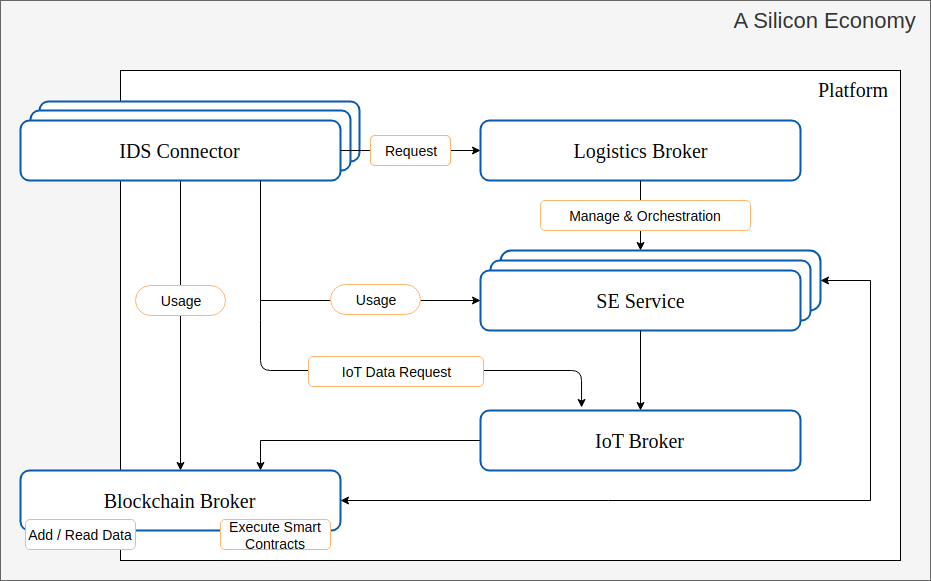 A Silicon Economy
Platform
IDS Connector
Request
Logistics Broker
Manage & Orchestration
Usage
Usage
SE Service
IoT Data Request
IoT Broker
Blockchain Broker
Add / Read Data
Execute Smart
Contracts